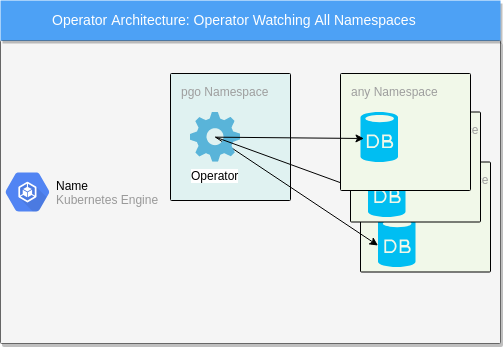 Operator Architecture: Operator Watching All Namespaces
pgo Namespace
any Namespace
e
DB
Operator
Name
Kubernetes Engine
e
DB
DB